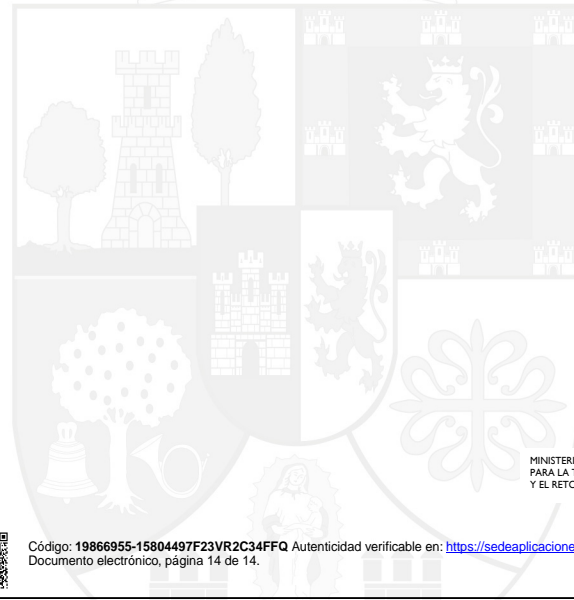 MINISTERI
PARA LA T
Y EL RETO
Código: 19866955-15804497F23VR2C34FFQ Autenticidad verificable en: https://sedeaplicacione
Documento electrónico, página 14 de 14.